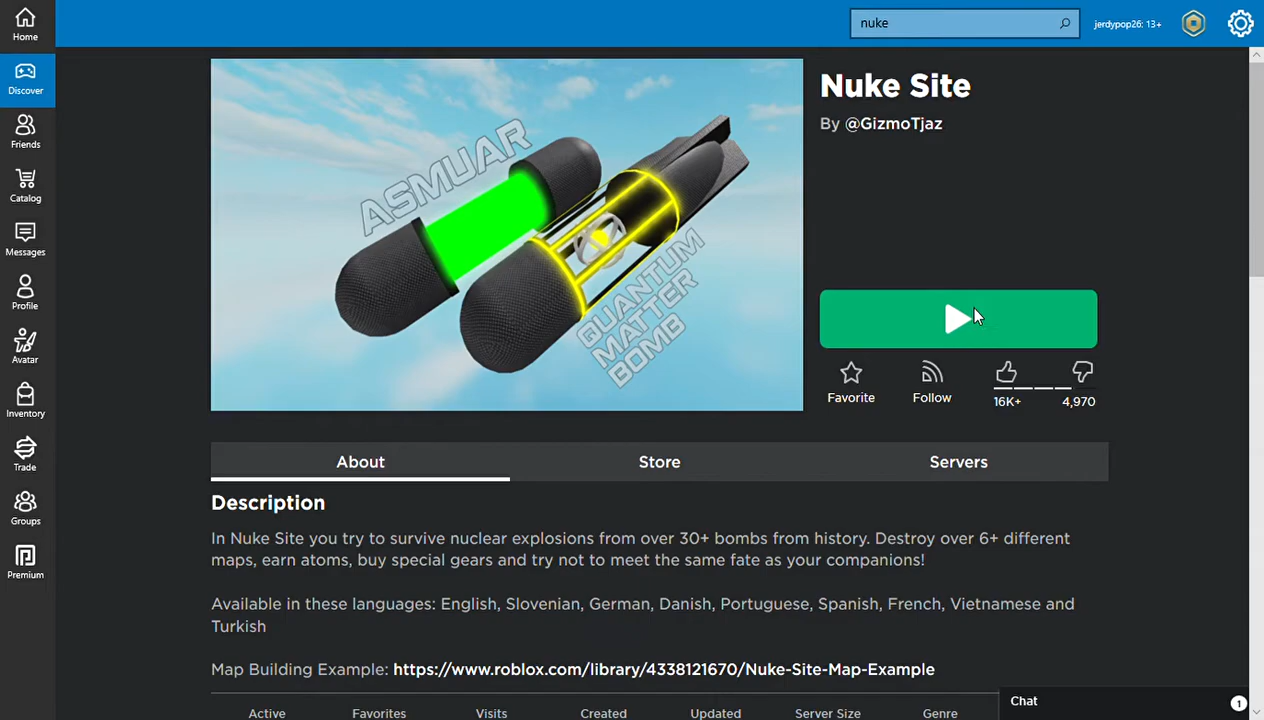 Home
nuke
jerdypop26: 13+
Discover
Friends
Catalog
Messages
Profile
Avatar
Inventory
Trade
Groups
Premium
ASMUAR
QUANTUM
MATTER
BOMB
Nuke Site
By @GizmoTjaz
Favorite
Follow
16K+
4,970
About
Store
Servers
Description
In Nuke Site you try to survive nuclear explosions from over 30+ bombs from history. Destroy over 6+ different
maps, earn atoms, buy special gears and try not to meet the same fate as your companions!
Available in these languages: English, Slovenian, German, Danish, Portuguese, Spanish, French, Vietnamese and
Turkish
Map Building Example: https://www.roblox.com/library/4338121670/Nuke-Site-Map-Example
Active
Favorites
Visits
Created
Updated
Server Size
Genre
Chat
1